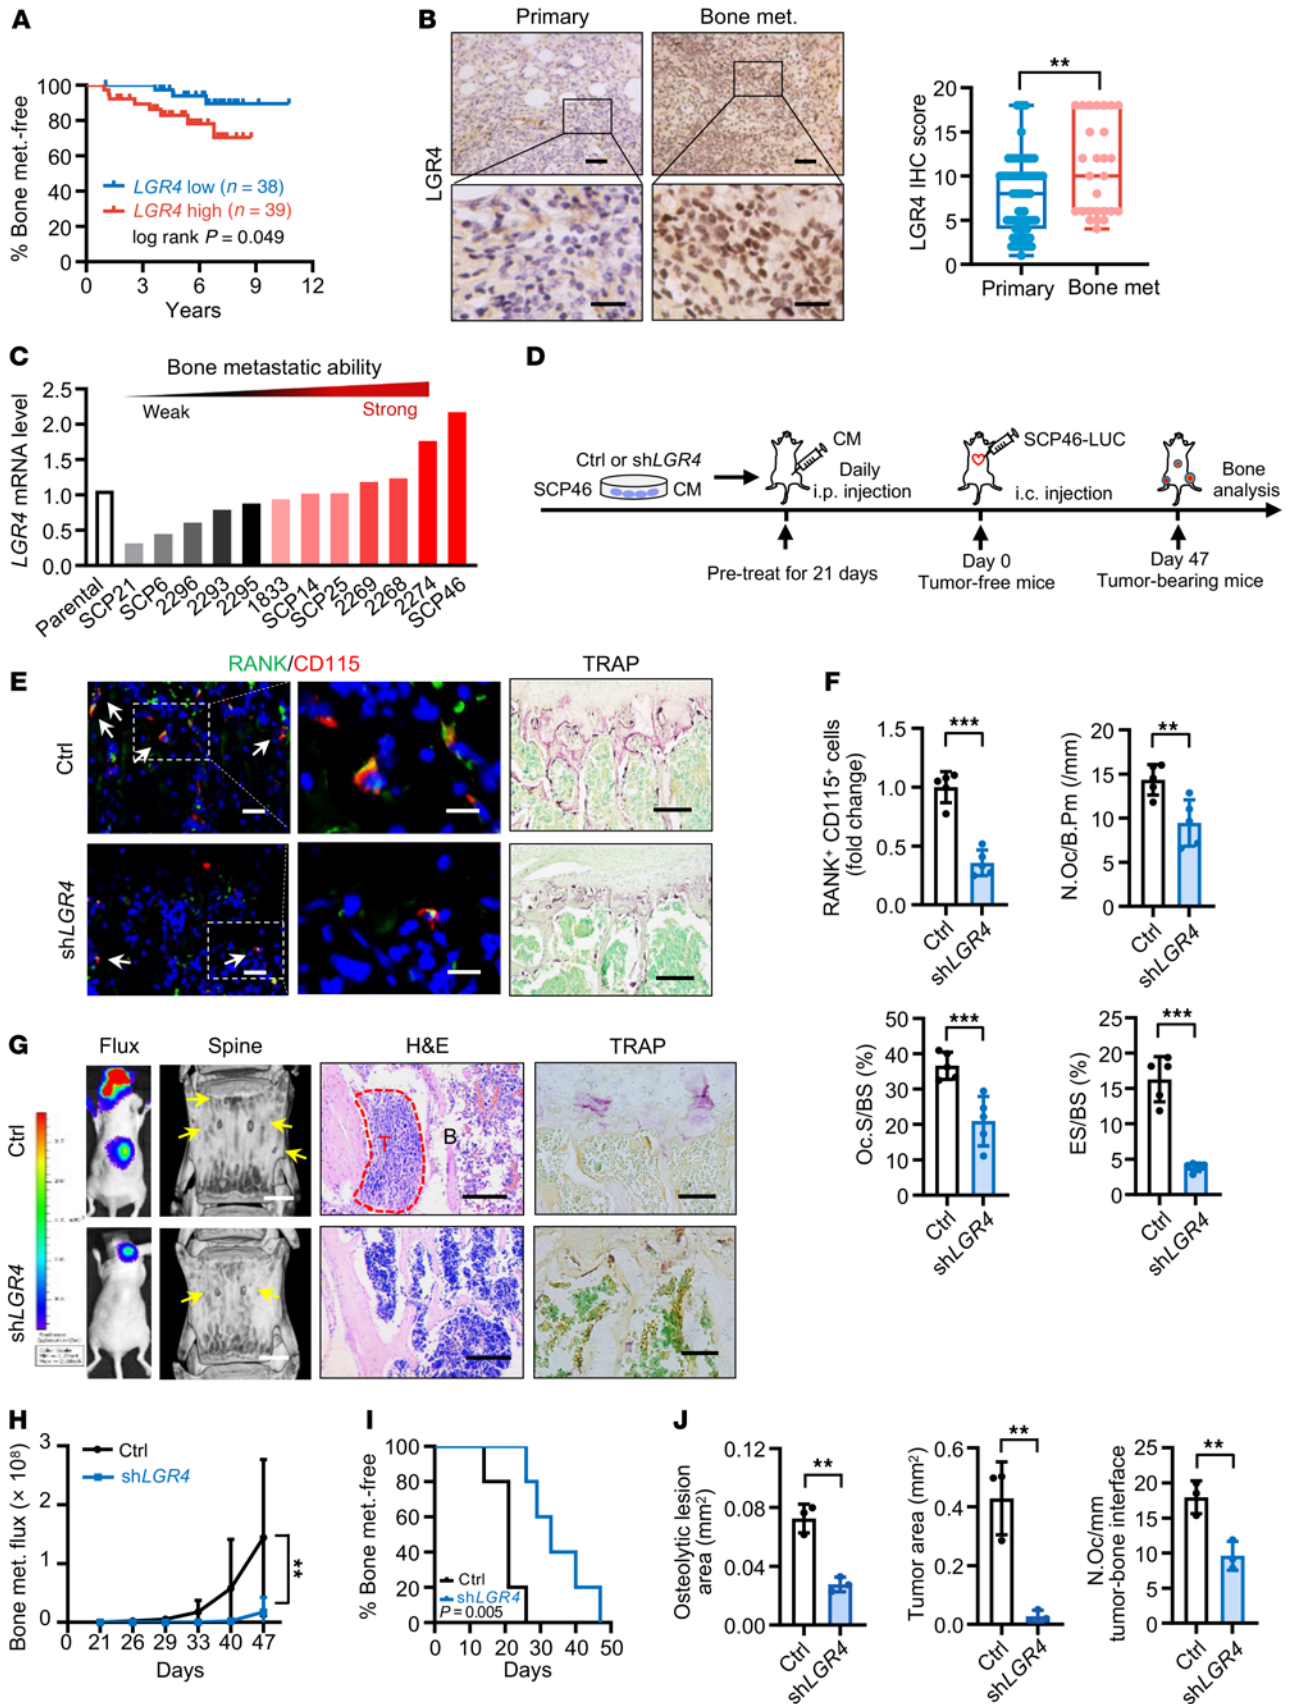 A
% Bone met.-free
100
80
60
40
20
0
LGR4 low (n = 38)
LGR4 high (n = 39)
log rank P = 0.049
0 3 6 9 12
Years
B
Primary
Bone met.
LGR4
**
LGR4 IHC score
20
15
10
5
0
Primary
Bone met
C
Bone metastatic ability
Weak
Strong
LGR4 mRNA level
2.5
2.0
1.5
1.0
0.5
0.0
Parental
SCP21
SCP6
2296
2293
2295
1833
SCP14
SCP25
2269
2268
2274
SCP46
D
Ctrl or shLGR4
SCP46
CM
CM
Daily
i.p. injection
SCP46-LUC
i.c. injection
Bone
analysis
Pre-treat for 21 days
Day 0
Tumor-free mice
Day 47
Tumor-bearing mice
E
RANK/CD115
TRAP
Ctrl
shLGR4
F
RANK+ CD115+ cells
(fold change)
1.5
1.0
0.5
0.0
***
Ctrl
shLGR4
N.Oc/B.Pm (/mm)
20
15
10
5
0
**
Ctrl
shLGR4
Oc.S/BS (%)
50
40
30
20
10
0
***
Ctrl
shLGR4
ES/BS (%)
25
20
15
10
5
0
***
Ctrl
shLGR4
G
Flux
Spine
H&E
TRAP
Ctrl
T
B
shLGR4
H
Bone met. flux (× 10⁸)
3
2
1
0
Ctrl
shLGR4
**
0 21 26 29 33 40 47
Days
I
% Bone met.-free
100
80
60
40
20
0
Ctrl
shLGR4
P = 0.005
0 10 20 30 40 50
Days
J
Osteolytic lesion
area (mm²)
0.12
0.08
0.04
0.00
**
Ctrl
shLGR4
Tumor area (mm²)
0.6
0.4
0.2
0.0
**
Ctrl
shLGR4
N.Oc/mm
tumor-bone interface
25
20
15
10
5
0
**
Ctrl
shLGR4